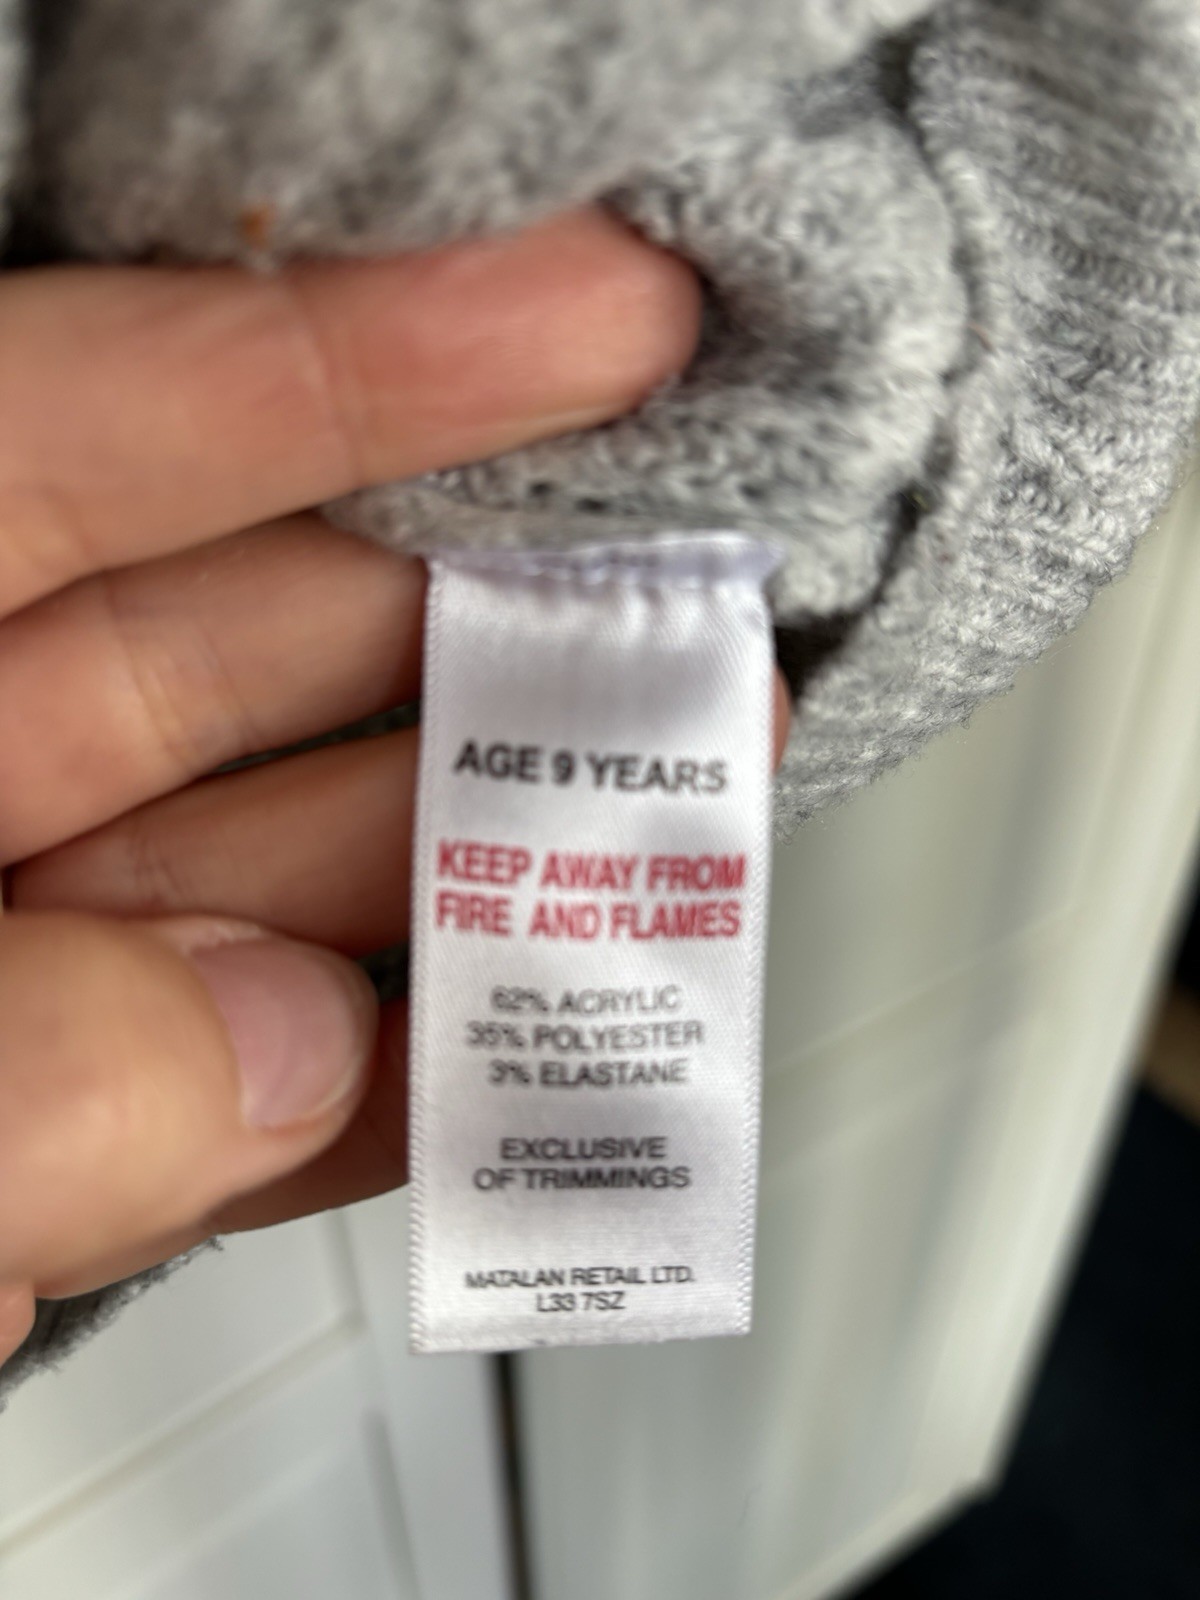 AGE 9 YEARS
KEEP AWAY FROM
FIRE AND FLAMES
62% ACRYLIC
35% POLYESTER
3% ELASTANE
EXCLUSIVE
OF TRIMMINGS
MATALAN RETAIL LTD.
L33 7SZ